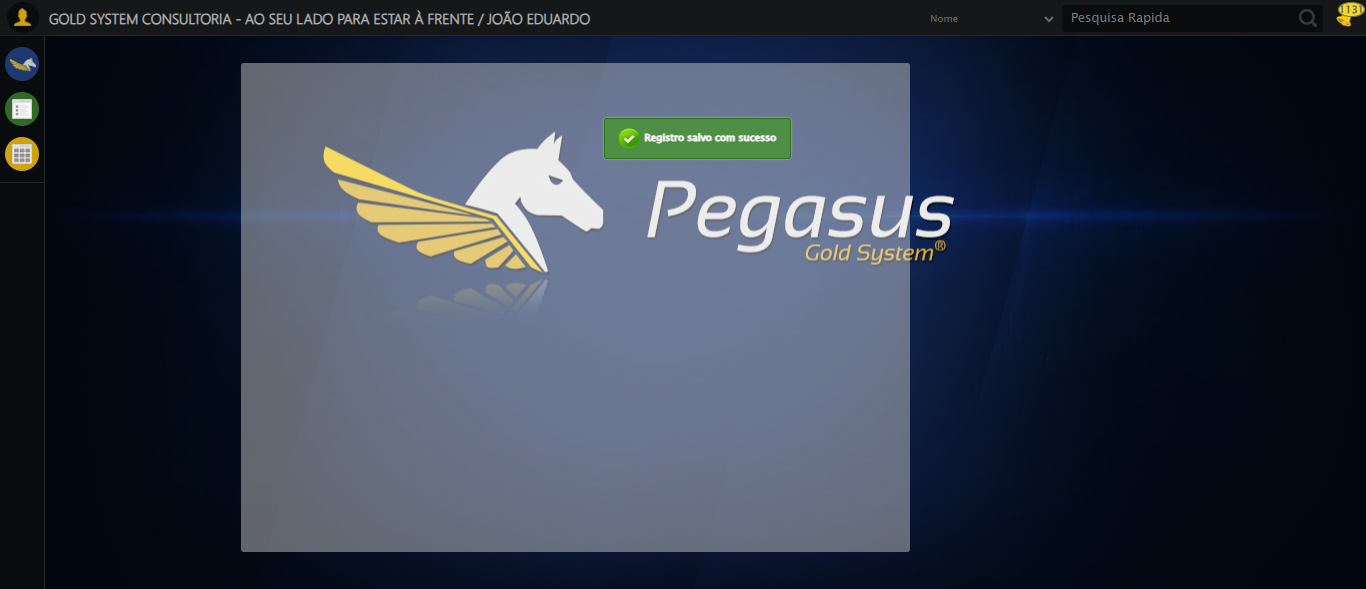 GOLD SYSTEM CONSULTORIA - AO SEU LADO PARA ESTAR À FRENTE / JOÃO EDUARDO
Nome
Pesquisa Rapida
113
Registro salvo com sucesso
Pegasus
Gold System®